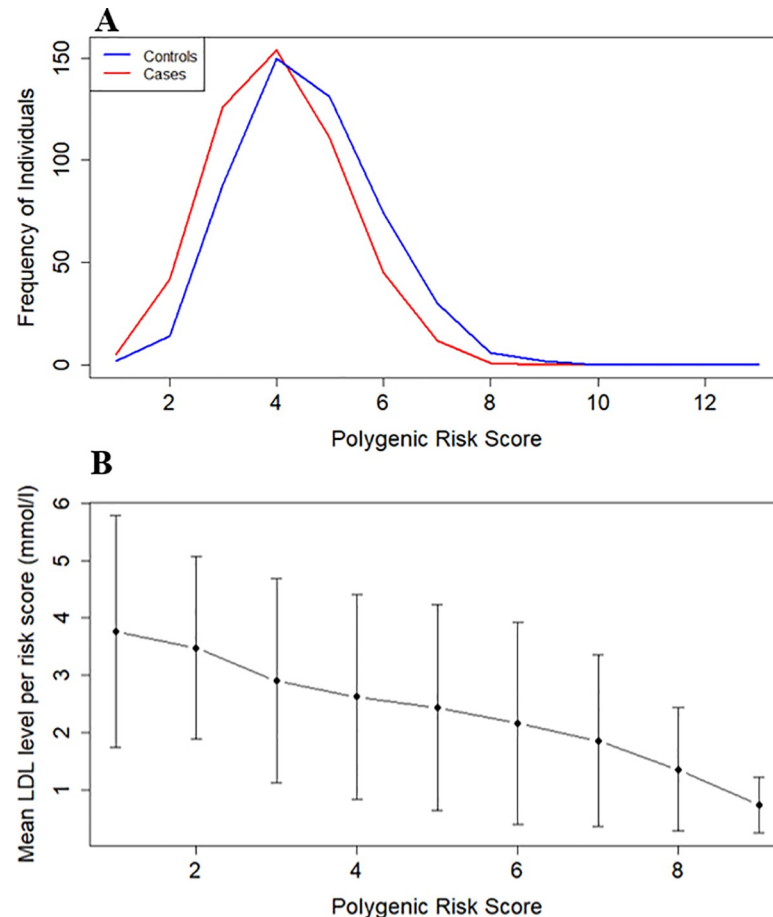 A
Controls
Cases
Frequency of Individuals
150
100
50
0
2 4 6 8 10 12
Polygenic Risk Score
B
Mean LDL level per risk score (mmol/l)
6
5
4
3
2
1
2 4 6 8
Polygenic Risk Score